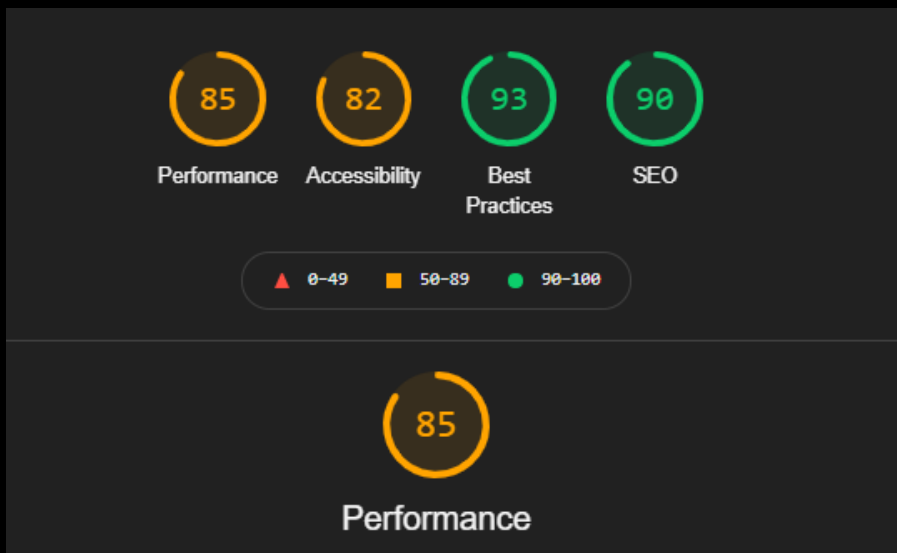 85 82 93 90
Performance Accessibility Best Practices SEO
0–49 50–89 90–100
85
Performance